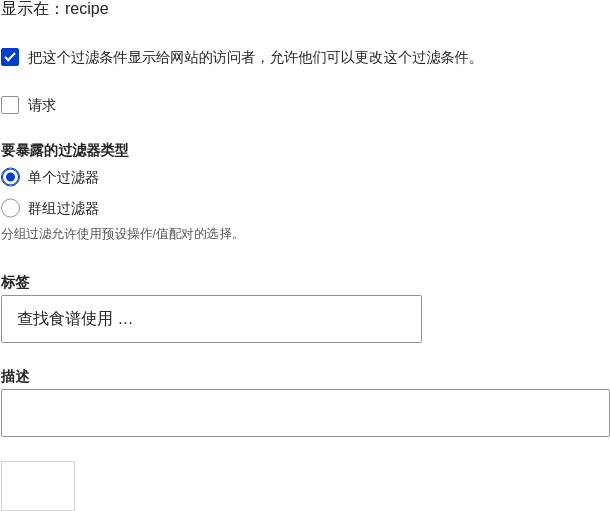 显示在：recipe
把这个过滤条件显示给网站的访问者，允许他们可以更改这个过滤条件。
请求
要暴露的过滤器类型
单个过滤器
群组过滤器
分组过滤允许使用预设操作/值配对的选择。
标签
查找食谱使用 …
描述